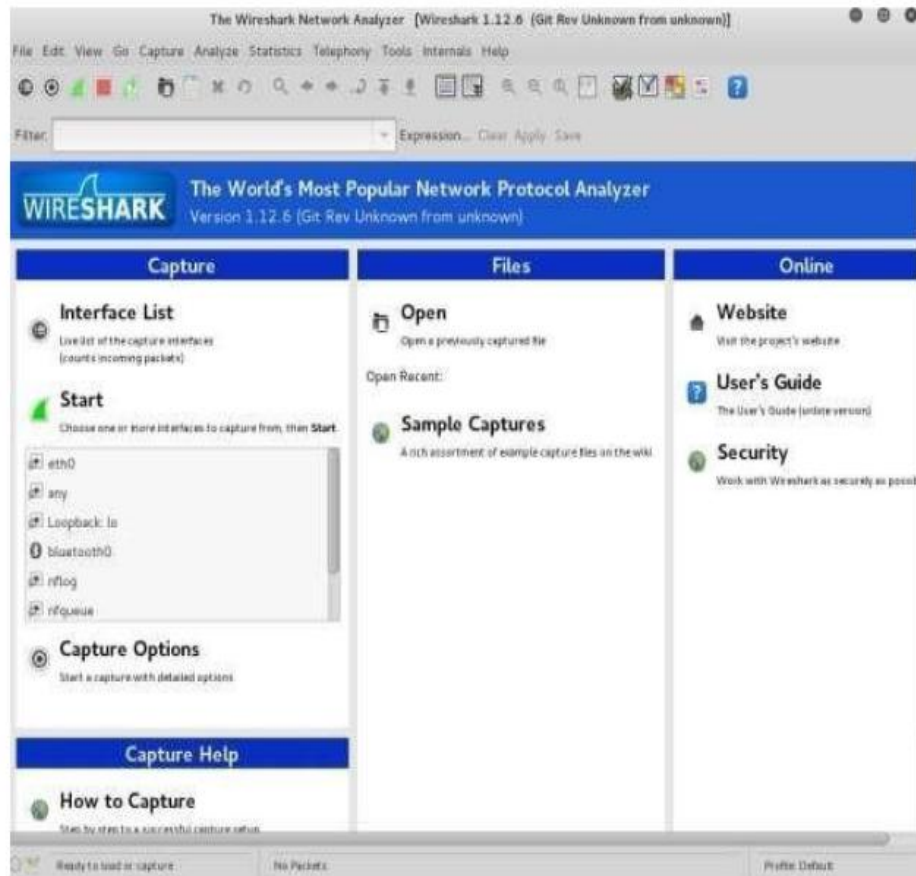 The Wireshark Network Analyzer [Wireshark 1.12.6 (Git Rev Unknown from unknown)]
File Edit View Go Capture Analyze Statistics Telephony Tools Internals Help
Filter: Expression... Clear Apply Save
WIRESHARK
The World's Most Popular Network Protocol Analyzer
Version 1.12.6 (Git Rev Unknown from unknown)
Capture
Interface List
Live list of the capture interfaces
(counts incoming packets)
Start
Choose one or more interfaces to capture from, then Start
eth0
any
Loopback: lo
bluetooth0
nflog
nfqueue
Capture Options
Start a capture with detailed options
Capture Help
How to Capture
Step by step to a successful capture setup
Files
Open
Open a previously captured file
Open Recent:
Sample Captures
A rich assortment of example capture files on the wiki
Online
Website
Visit the project's website
User's Guide
The User's Guide (online version)
Security
Work with Wireshark as securely as possi
Ready to load or capture
No Packets
Profile: Default